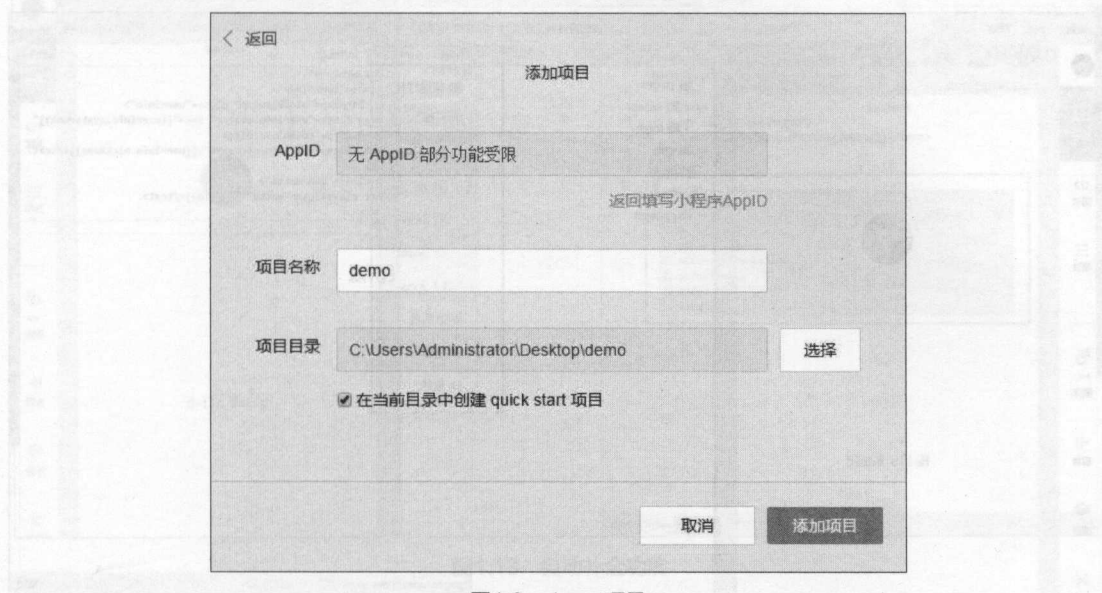 返回
添加项目
AppID 无 AppID 部分功能受限
返回填写小程序AppID
项目名称 demo
项目目录 C:\Users\Administrator\Desktop\demo 选择
在当前目录中创建 quick start 项目
取消 添加项目